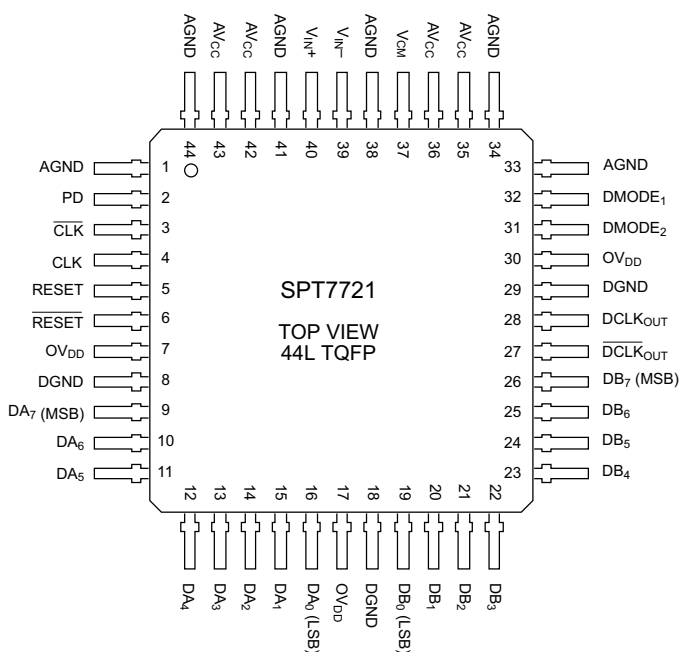 AGND
AVCC
AVCC
AGND
VIN+
VIN–
AGND
VCM
AVCC
AVCC
AGND
44
43
42
41
40
39
38
37
36
35
34
AGND 1
PD 2
C̅L̅K̅ 3
CLK 4
RESET 5
R̅E̅S̅E̅T̅ 6
OVDD 7
DGND 8
DA7 (MSB) 9
DA6 10
DA5 11
SPT7721
TOP VIEW
44L TQFP
33 AGND
32 DMODE1
31 DMODE2
30 OVDD
29 DGND
28 DCLKOUT
27 D̅C̅L̅K̅OUT
26 DB7 (MSB)
25 DB6
24 DB5
23 DB4
12
13
14
15
16
17
18
19
20
21
22
DA4
DA3
DA2
DA1
DA0 (LSB)
OVDD
DGND
DB0 (LSB)
DB1
DB2
DB3